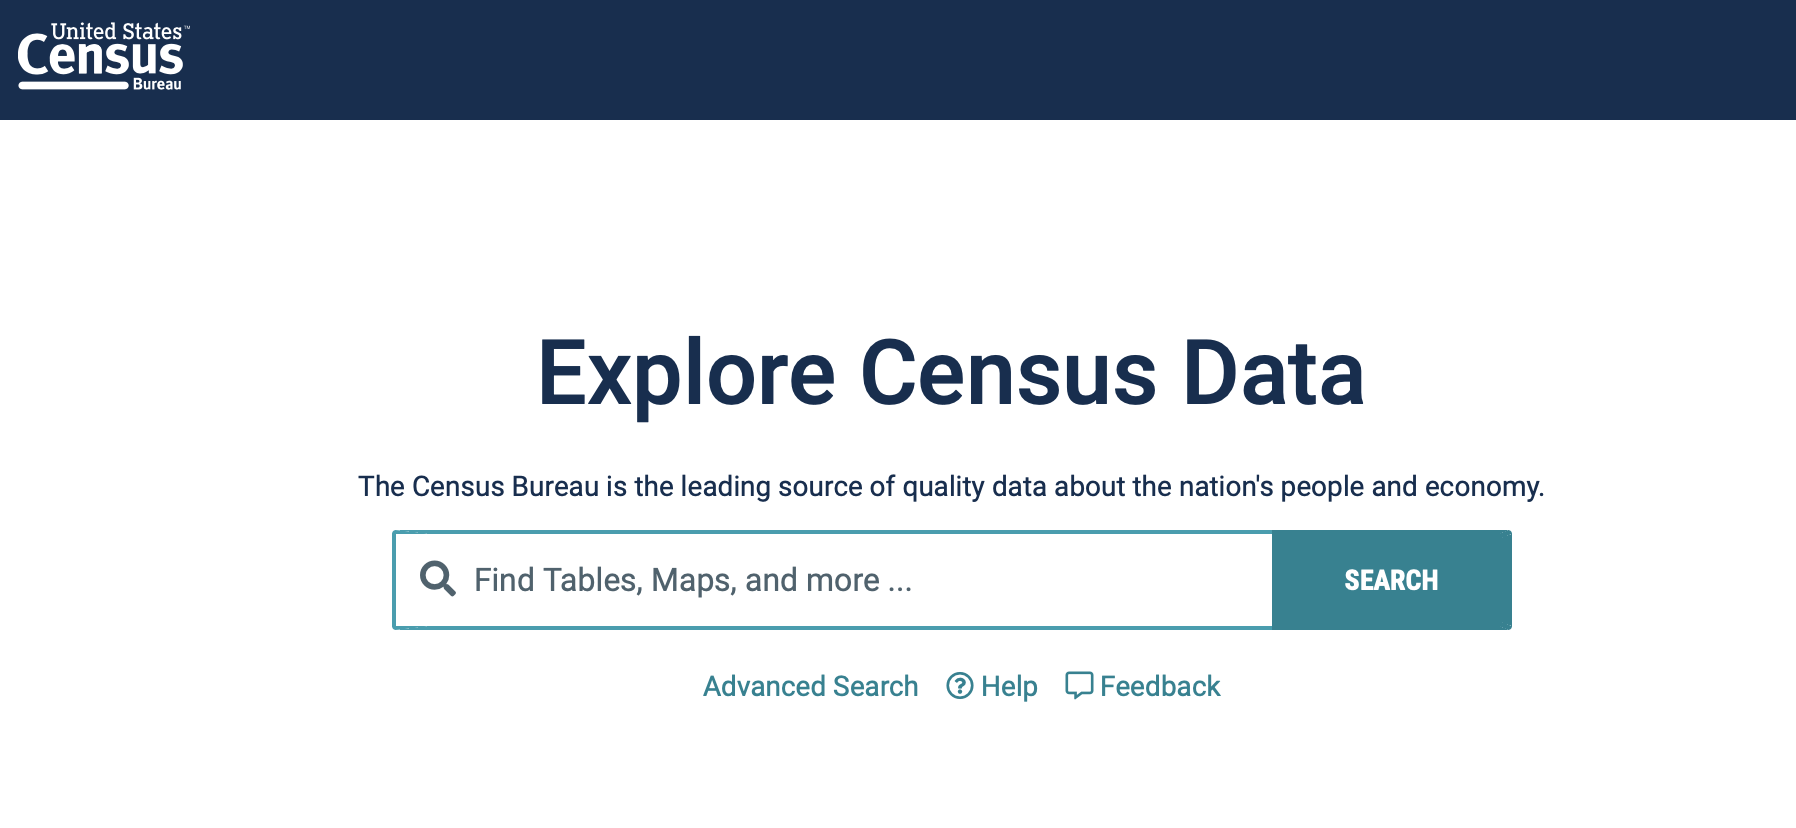 United States™
Census
Bureau
Explore Census Data
The Census Bureau is the leading source of quality data about the nation's people and economy.
Find Tables, Maps, and more ...
SEARCH
Advanced Search Help Feedback